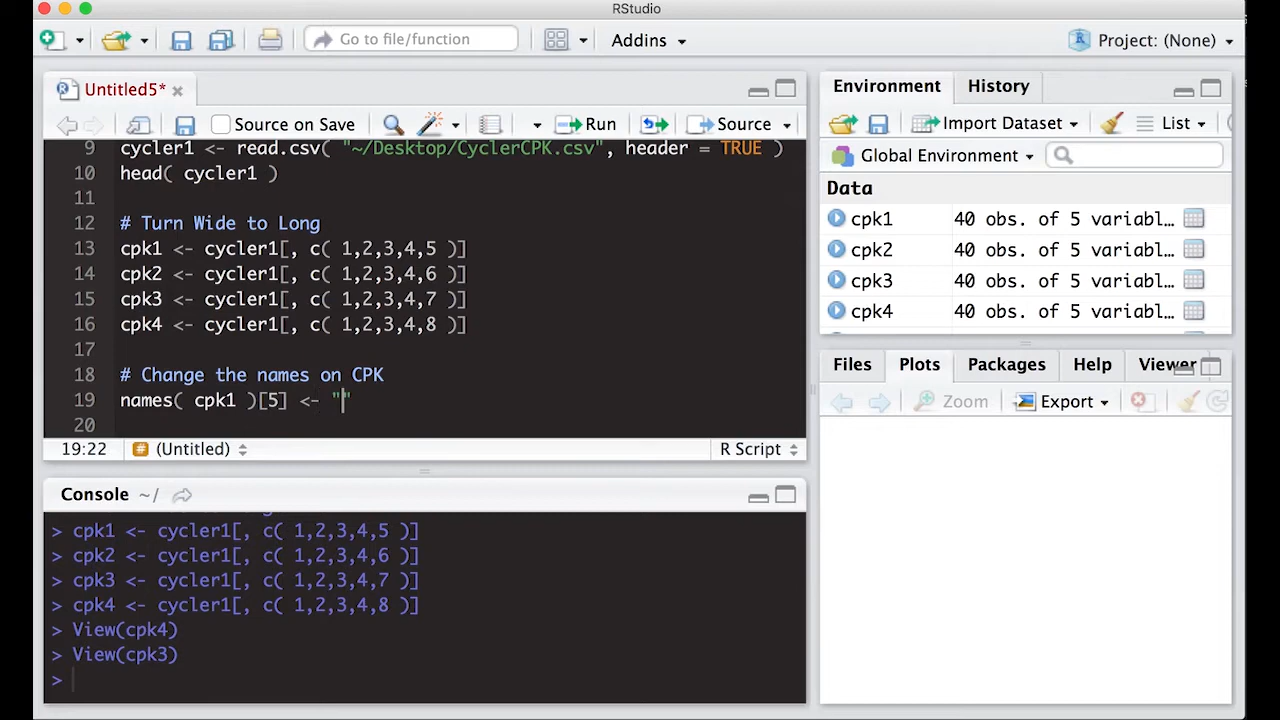 RStudio
Go to file/function
Addins
Project: (None)
Untitled5*
Source on Save
Run
Source
9 cycler1 <- read.csv( "~/Desktop/CyclerCPK.csv", header = TRUE )
10 head( cycler1 )
11
12 # Turn Wide to Long
13 cpk1 <- cycler1[, c( 1,2,3,4,5 )]
14 cpk2 <- cycler1[, c( 1,2,3,4,6 )]
15 cpk3 <- cycler1[, c( 1,2,3,4,7 )]
16 cpk4 <- cycler1[, c( 1,2,3,4,8 )]
17
18 # Change the names on CPK
19 names( cpk1 )[5] <- ""
20
19:22 # (Untitled) R Script
Console ~/
> cpk1 <- cycler1[, c( 1,2,3,4,5 )]
> cpk2 <- cycler1[, c( 1,2,3,4,6 )]
> cpk3 <- cycler1[, c( 1,2,3,4,7 )]
> cpk4 <- cycler1[, c( 1,2,3,4,8 )]
> View(cpk4)
> View(cpk3)
>
Environment History
Import Dataset List
Global Environment
Data
cpk1 40 obs. of 5 variabl…
cpk2 40 obs. of 5 variabl…
cpk3 40 obs. of 5 variabl…
cpk4 40 obs. of 5 variabl…
Files Plots Packages Help Viewer
Zoom Export